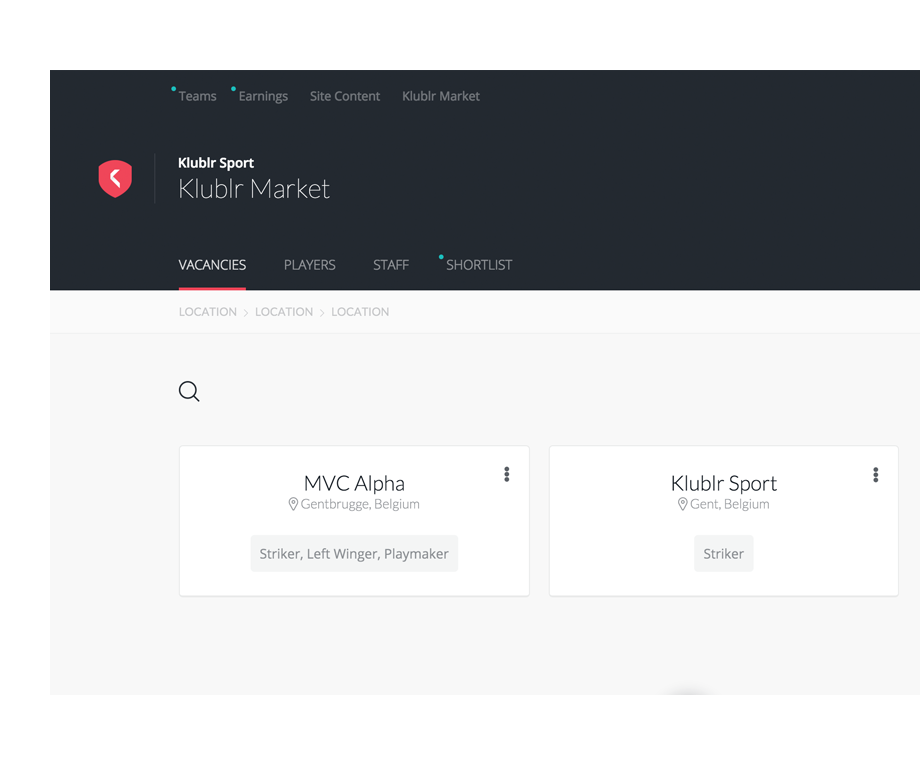 Teams Earnings Site Content Klublr Market
Klublr Sport
Klublr Market
VACANCIES PLAYERS STAFF SHORTLIST
LOCATION > LOCATION > LOCATION
MVC Alpha
Gentbrugge, Belgium
Striker, Left Winger, Playmaker
Klublr Sport
Gent, Belgium
Striker